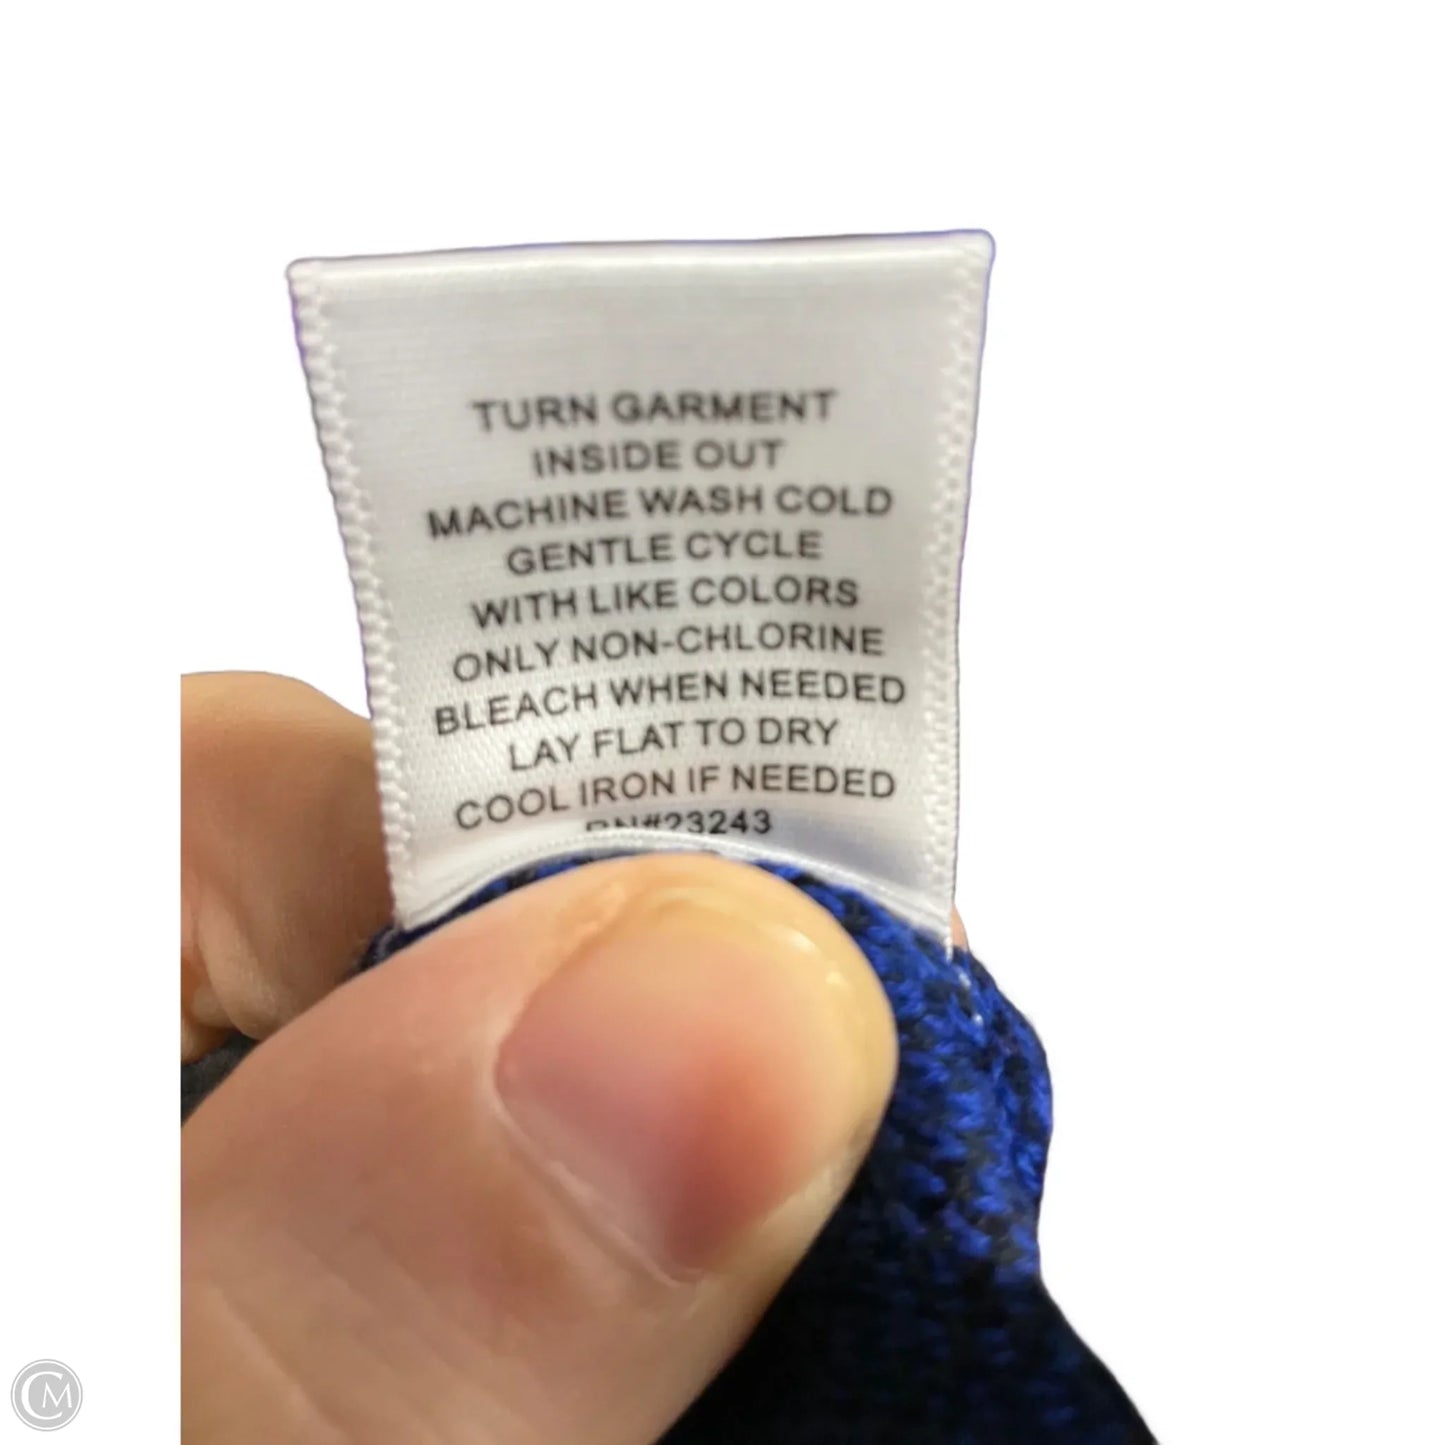 TURN GARMENT
INSIDE OUT
MACHINE WASH COLD
GENTLE CYCLE
WITH LIKE COLORS
ONLY NON-CHLORINE
BLEACH WHEN NEEDED
LAY FLAT TO DRY
COOL IRON IF NEEDED
RN#23243
CM